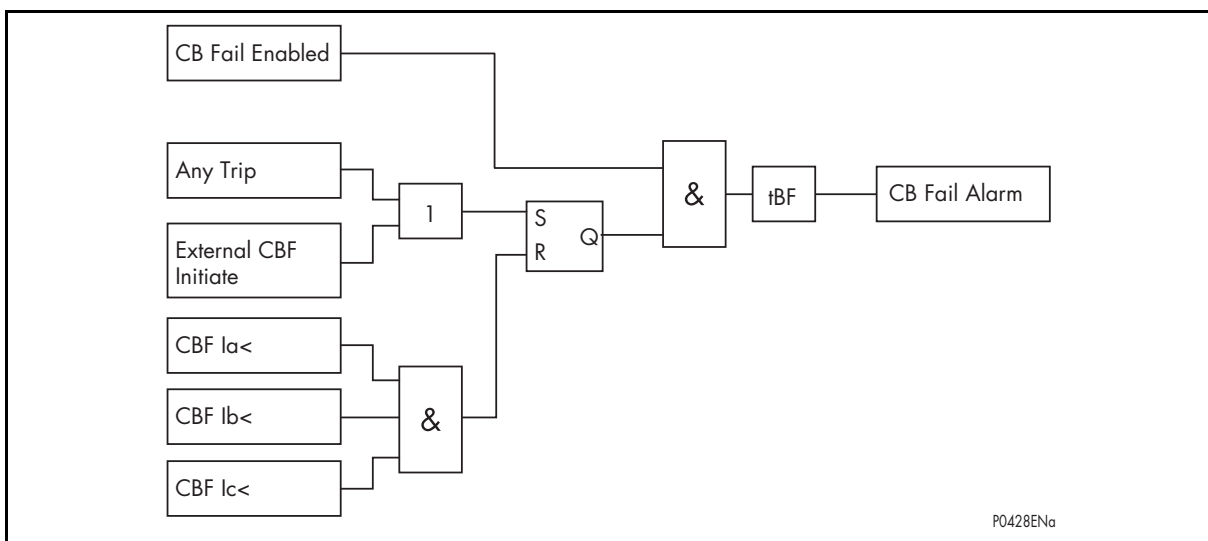 CB Fail Enabled
Any Trip
External CBF
Initiate
CBF Ia<
CBF Ib<
CBF Ic<
1
&
S
R
Q
&
tBF
CB Fail Alarm
P0428ENa